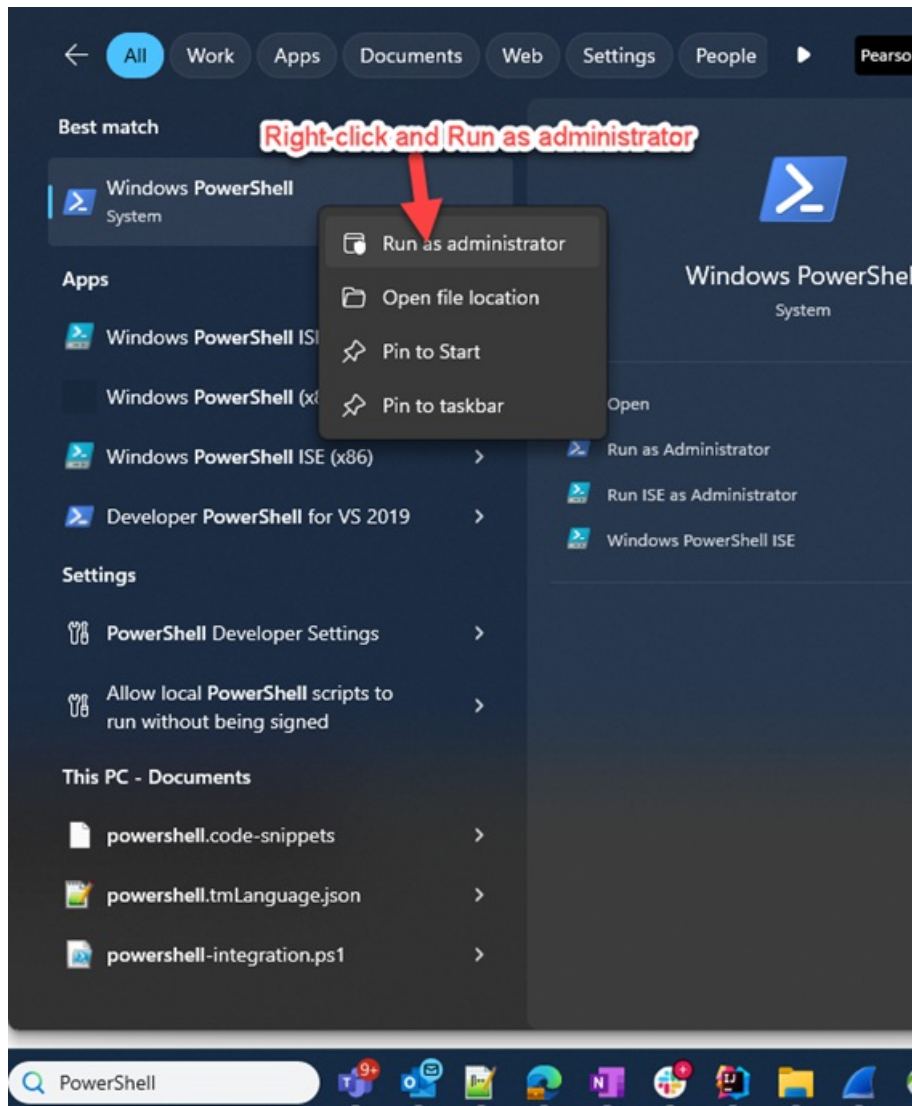 All Work Apps Documents Web Settings People Pearso
Best match
Right-click and Run as administrator
Windows PowerShell
System
Run as administrator
Open file location
Pin to Start
Pin to taskbar
Apps
Windows PowerShell ISE
Windows PowerShell (x8
Windows PowerShell ISE (x86)
Developer PowerShell for VS 2019
Settings
PowerShell Developer Settings
Allow local PowerShell scripts to
run without being signed
This PC - Documents
powershell.code-snippets
powershell.tmLanguage.json
powershell-integration.ps1
Windows PowerShel
System
Open
Run as Administrator
Run ISE as Administrator
Windows PowerShell ISE
PowerShell
9+